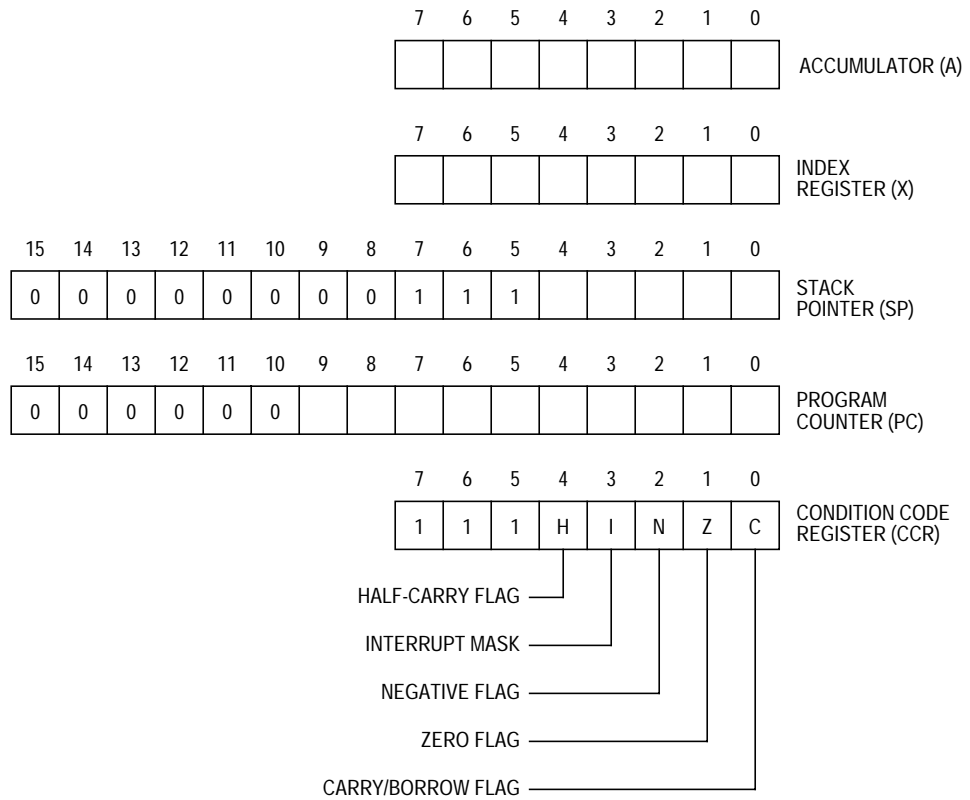 7 6 5 4 3 2 1 0
ACCUMULATOR (A)
7 6 5 4 3 2 1 0
INDEX
REGISTER (X)
15 14 13 12 11 10 9 8 7 6 5 4 3 2 1 0
0 0 0 0 0 0 0 0 1 1 1
STACK
POINTER (SP)
15 14 13 12 11 10 9 8 7 6 5 4 3 2 1 0
0 0 0 0 0 0
PROGRAM
COUNTER (PC)
7 6 5 4 3 2 1 0
1 1 1 H I N Z C
CONDITION CODE
REGISTER (CCR)
HALF-CARRY FLAG
INTERRUPT MASK
NEGATIVE FLAG
ZERO FLAG
CARRY/BORROW FLAG